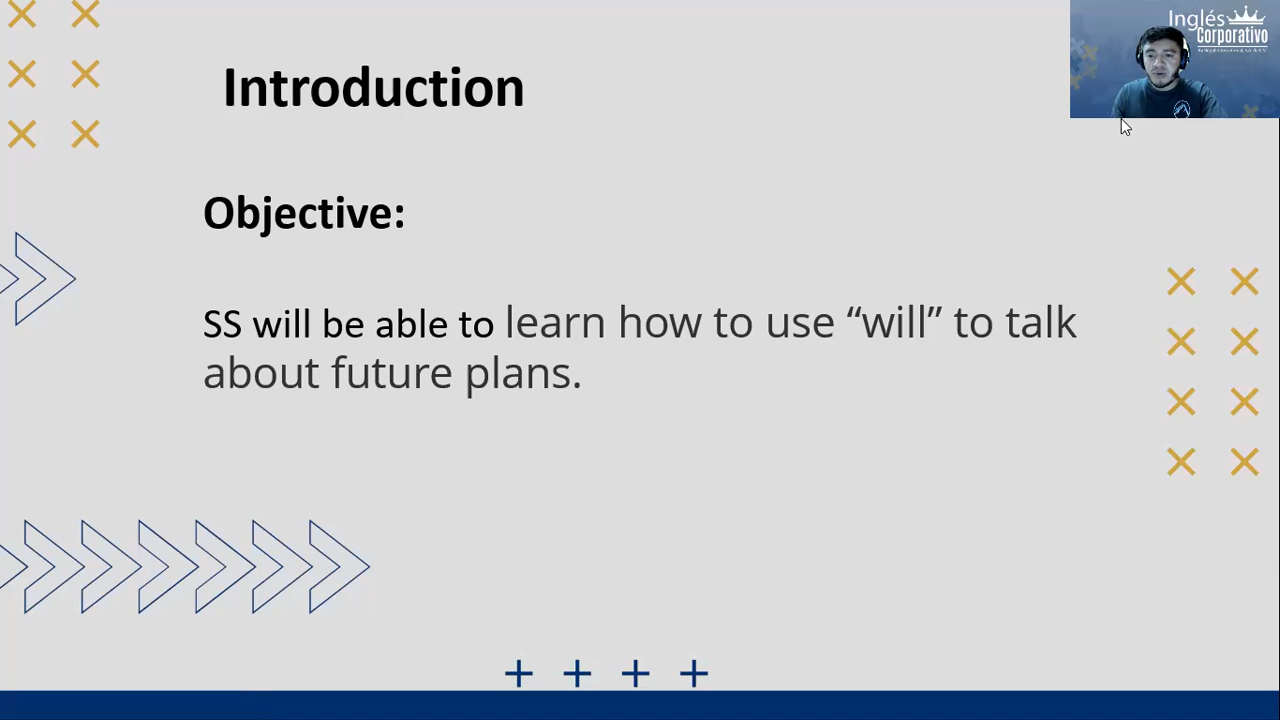 Inglés
Corporativo
Introduction
Objective:
SS will be able to learn how to use “will” to talk
about future plans.